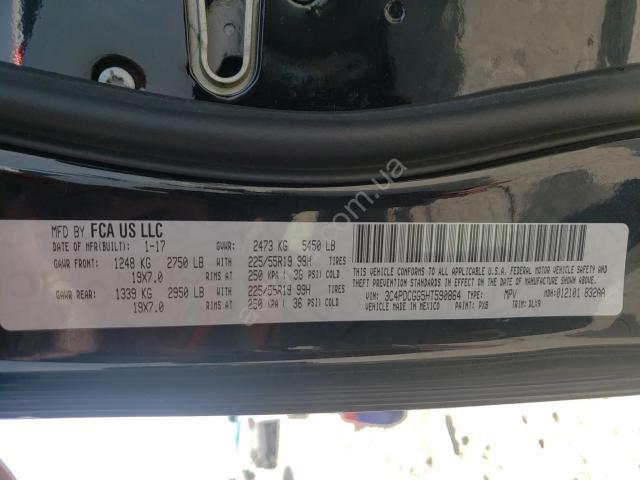 MFD BY FCA US LLC
DATE OF MFR(BUILT): 1-17 GVWR: 2473 KG 5450 LB
GAWR FRONT: 1248 KG 2750 LB WITH 225/55R19 99H TIRES
19X7.0 RIMS AT 250 KPA( 36 PSI) COLD
GAWR REAR: 1339 KG 2950 LB WITH 225/55R19 99H TIRES
19X7.0 RIMS AT 250 KPA( 36 PSI) COLD
THIS VEHICLE CONFORMS TO ALL APPLICABLE U.S.A. FEDERAL MOTOR VEHICLE SAFETY AND
THEFT PREVENTION STANDARDS IN EFFECT ON THE DATE OF MANUFACTURE SHOWN ABOVE.
VIN: 3C4PDCGG5HT590864 TYPE: MPV MDH:012101 832AA
VEHICLE MADE IN MEXICO PAINT: PX8 TRIM: DLX9